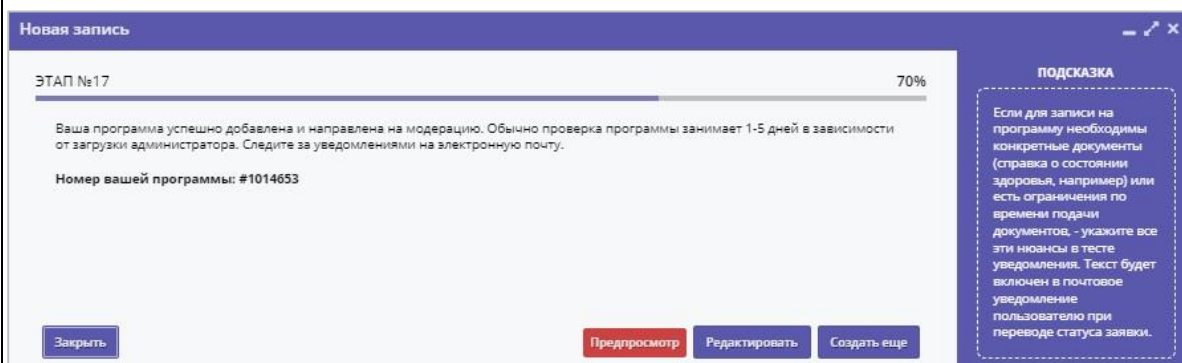 Новая запись
ЭТАП №17
70%
Ваша программа успешно добавлена и направлена на модерацию. Обычно проверка программы занимает 1-5 дней в зависимости
от загрузки администратора. Следите за уведомлениями на электронную почту.
Номер вашей программы: #1014653
Закрыть
Предпросмотр
Редактировать
Создать еще
ПОДСКАЗКА
Если для записи на
программу необходимы
конкретные документы
(справка о состоянии
здоровья, например) или
есть ограничения по
времени подачи
документов, - укажите все
эти нюансы в тесте
уведомления. Текст будет
включен в почтовое
уведомление
пользователю при
переводе статуса заявки.